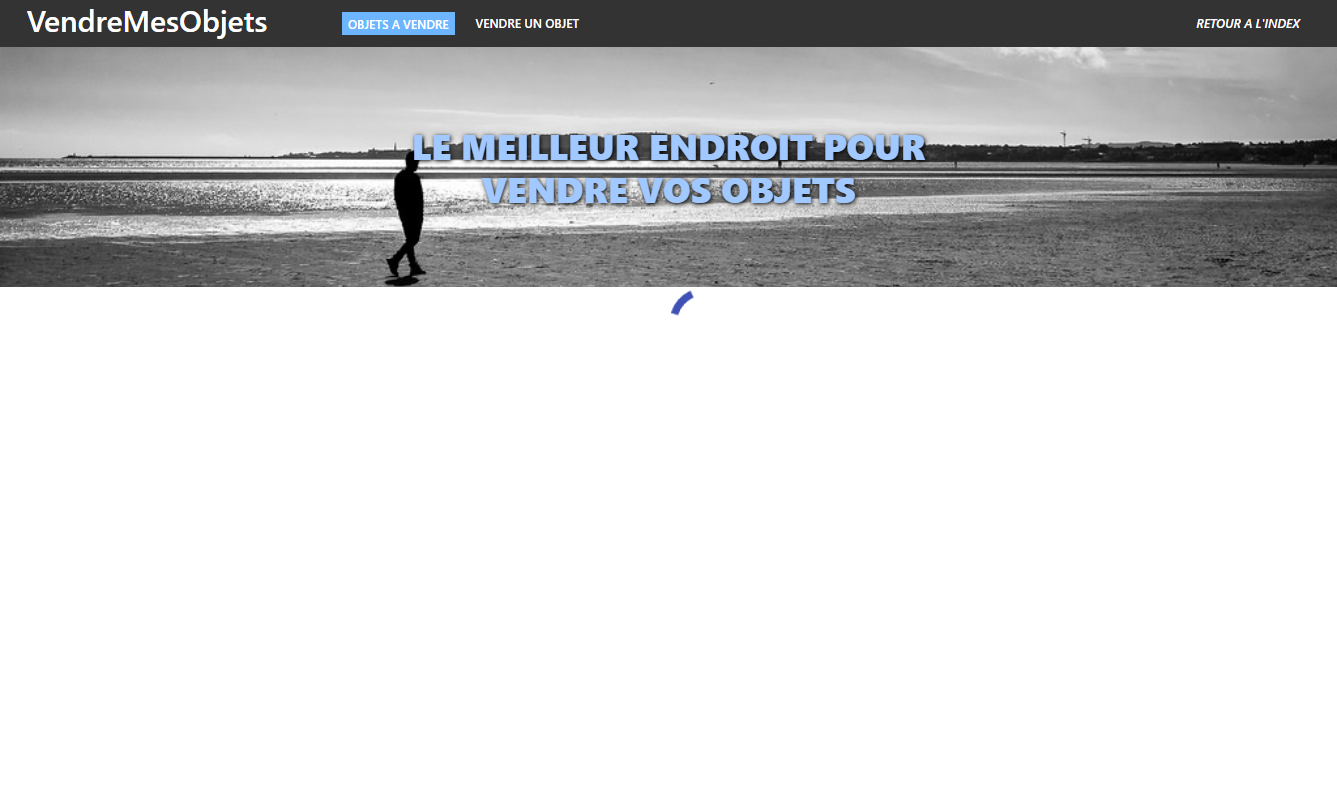 VendreMesObjets
OBJETS A VENDRE
VENDRE UN OBJET
RETOUR A L'INDEX
LE MEILLEUR ENDROIT POUR
VENDRE VOS OBJETS